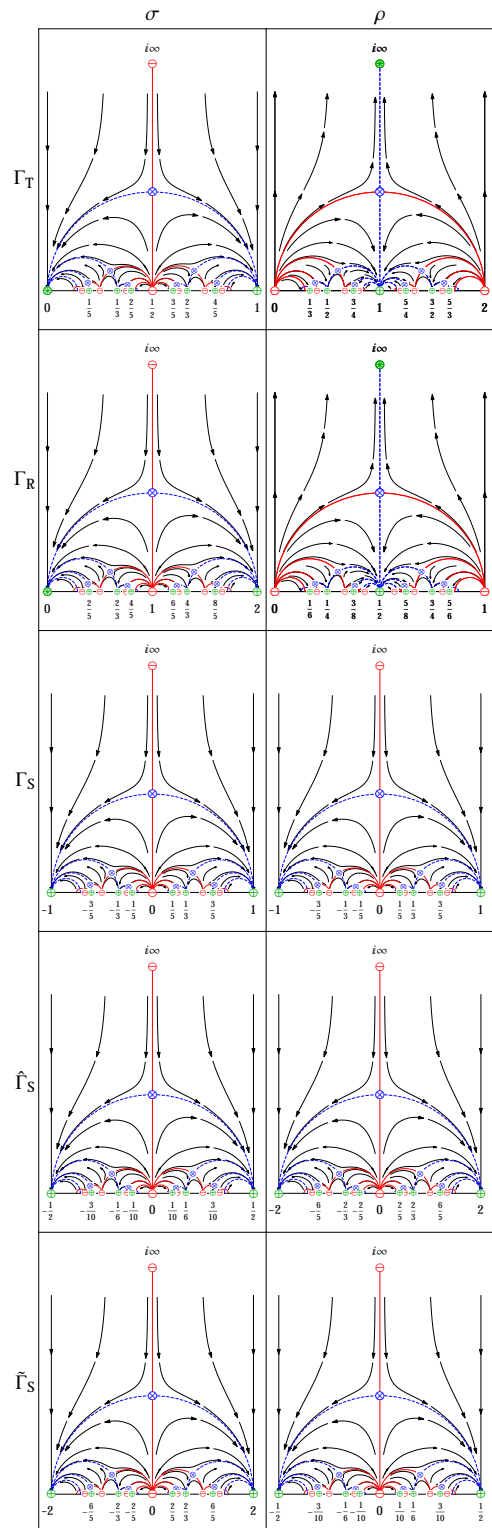 σ ρ
i∞ i∞
Γ_T
1/5 1/3 2/5 3/5 2/3 4/5 1/3 1/2 3/4 5/4 3/2 5/3
0 1/2 1 0 1 2
i∞ i∞
Γ_R
2/5 2/3 4/5 6/5 4/3 8/5 1/6 1/4 3/8 5/8 3/4 5/6
0 1 2 0 1/2 1
i∞ i∞
Γ_S
-1 -3/5 -1/3 -1/5 0 1/5 1/3 3/5 1 -1 -3/5 -1/3 -1/5 0 1/5 1/3 3/5 1
i∞ i∞
Γ̂_S
-1/2 -3/10 -1/6 -1/10 0 1/10 1/6 3/10 1/2 -2 -6/5 -2/3 -2/5 0 2/5 2/3 6/5 2
i∞ i∞
Γ̃_S
-2 -6/5 -2/3 -2/5 0 2/5 2/3 6/5 2 -1/2 -3/10 -1/6 -1/10 0 1/10 1/6 3/10 1/2